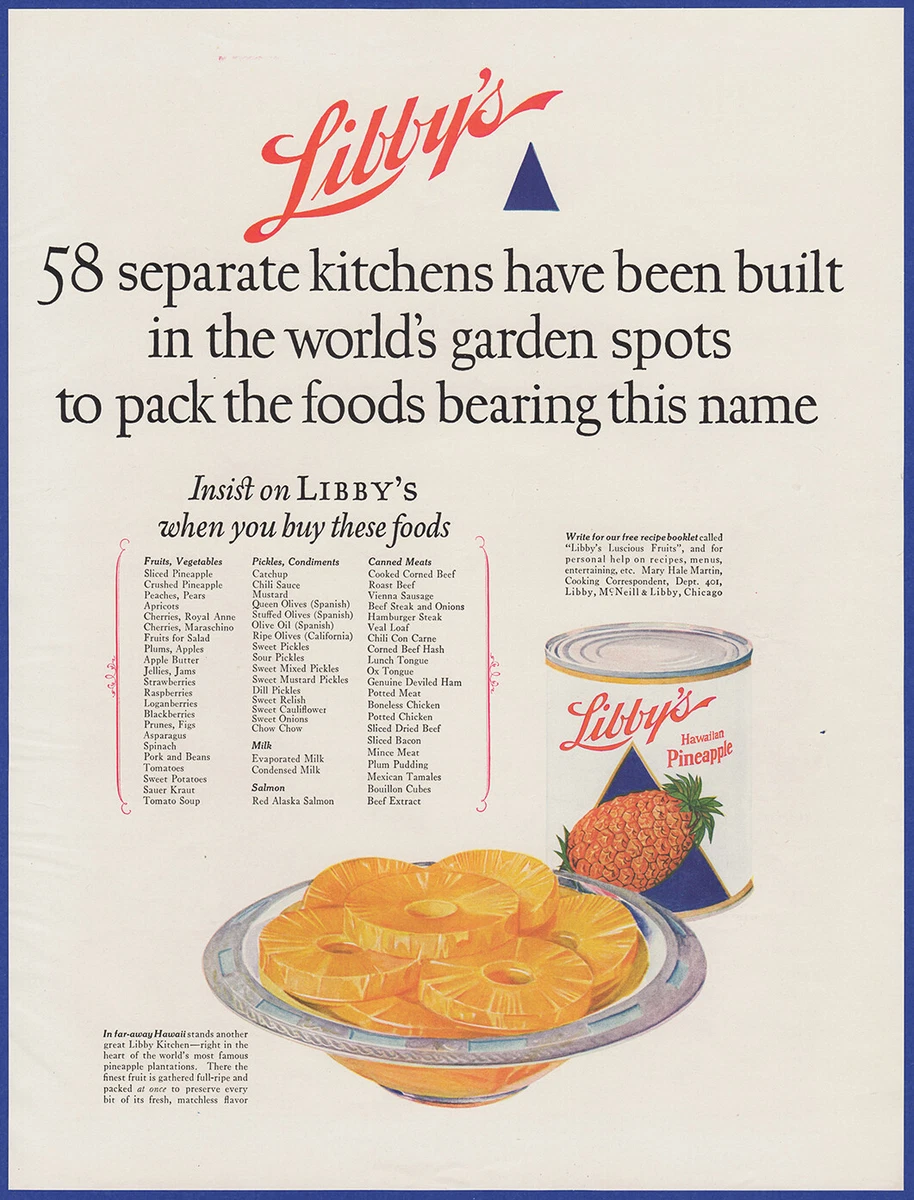 Libby's
58 separate kitchens have been built
in the world's garden spots
to pack the foods bearing this name
Insist on LIBBY'S
when you buy these foods
Fruits, Vegetables
Sliced Pineapple
Crushed Pineapple
Peaches, Pears
Apricots
Cherries, Royal Anne
Cherries, Maraschino
Fruits for Salad
Plums, Apples
Apple Butter
Jellies, Jams
Strawberries
Raspberries
Loganberries
Blackberries
Prunes, Figs
Asparagus
Spinach
Pork and Beans
Tomatoes
Sweet Potatoes
Sauer Kraut
Tomato Soup
Pickles, Condiments
Catchup
Chili Sauce
Mustard
Queen Olives (Spanish)
Stuffed Olives (Spanish)
Olive Oil (Spanish)
Ripe Olives (California)
Sweet Pickles
Sour Pickles
Sweet Mixed Pickles
Sweet Mustard Pickles
Dill Pickles
Sweet Relish
Sweet Cauliflower
Sweet Onions
Chow Chow
Milk
Evaporated Milk
Condensed Milk
Salmon
Red Alaska Salmon
Canned Meats
Cooked Corned Beef
Roast Beef
Vienna Sausage
Beef Steak and Onions
Hamburger Steak
Veal Loaf
Chili Con Carne
Corned Beef Hash
Lunch Tongue
Ox Tongue
Genuine Deviled Ham
Potted Meat
Boneless Chicken
Potted Chicken
Sliced Dried Beef
Sliced Bacon
Mince Meat
Plum Pudding
Mexican Tamales
Bouillon Cubes
Beef Extract
Write for our free recipe booklet called
"Libby's Luscious Fruits", and for
personal help on recipes, menus,
entertaining, etc. Mary Hale Martin,
Cooking Correspondent, Dept. 401,
Libby, McNeill & Libby, Chicago
Libby's
Hawaiian
Pineapple
In far-away Hawaii stands another
great Libby Kitchen—right in the
heart of the world's most famous
pineapple plantations. There the
finest fruit is gathered full-ripe and
packed at once to preserve every
bit of its fresh, matchless flavor